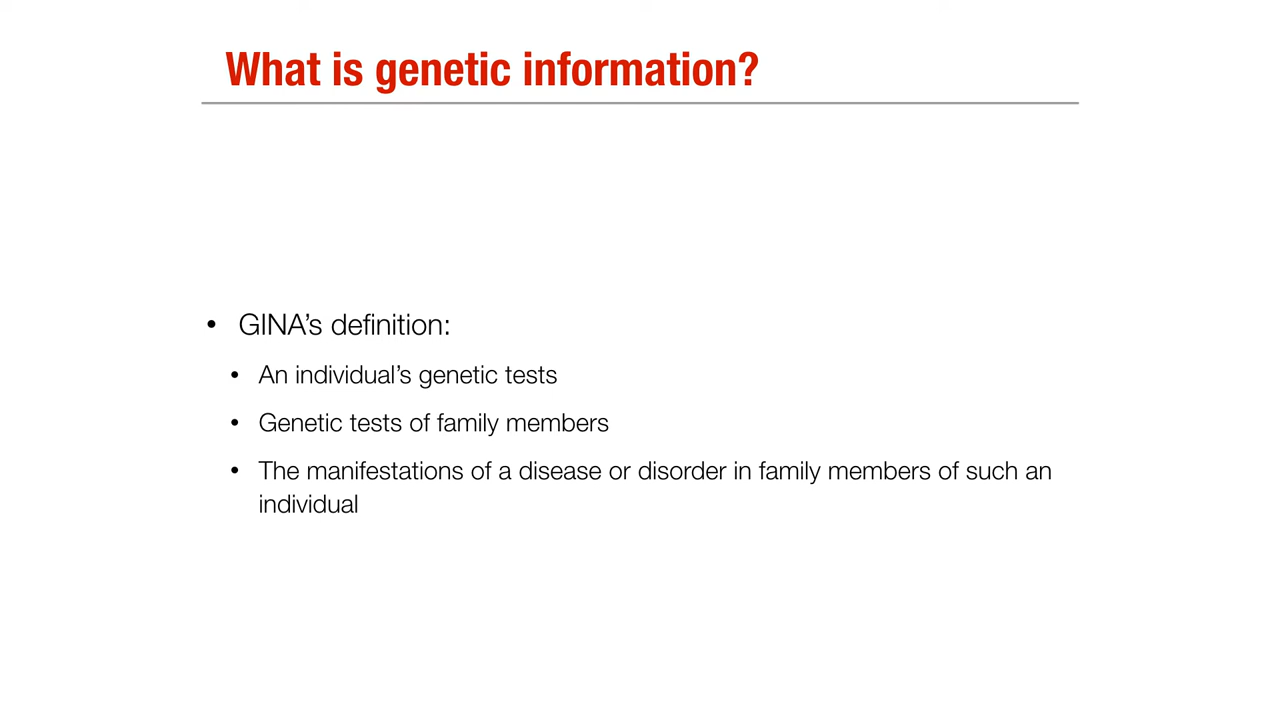 What is genetic information?
• GINA’s definition:
• An individual’s genetic tests
• Genetic tests of family members
• The manifestations of a disease or disorder in family members of such an
individual